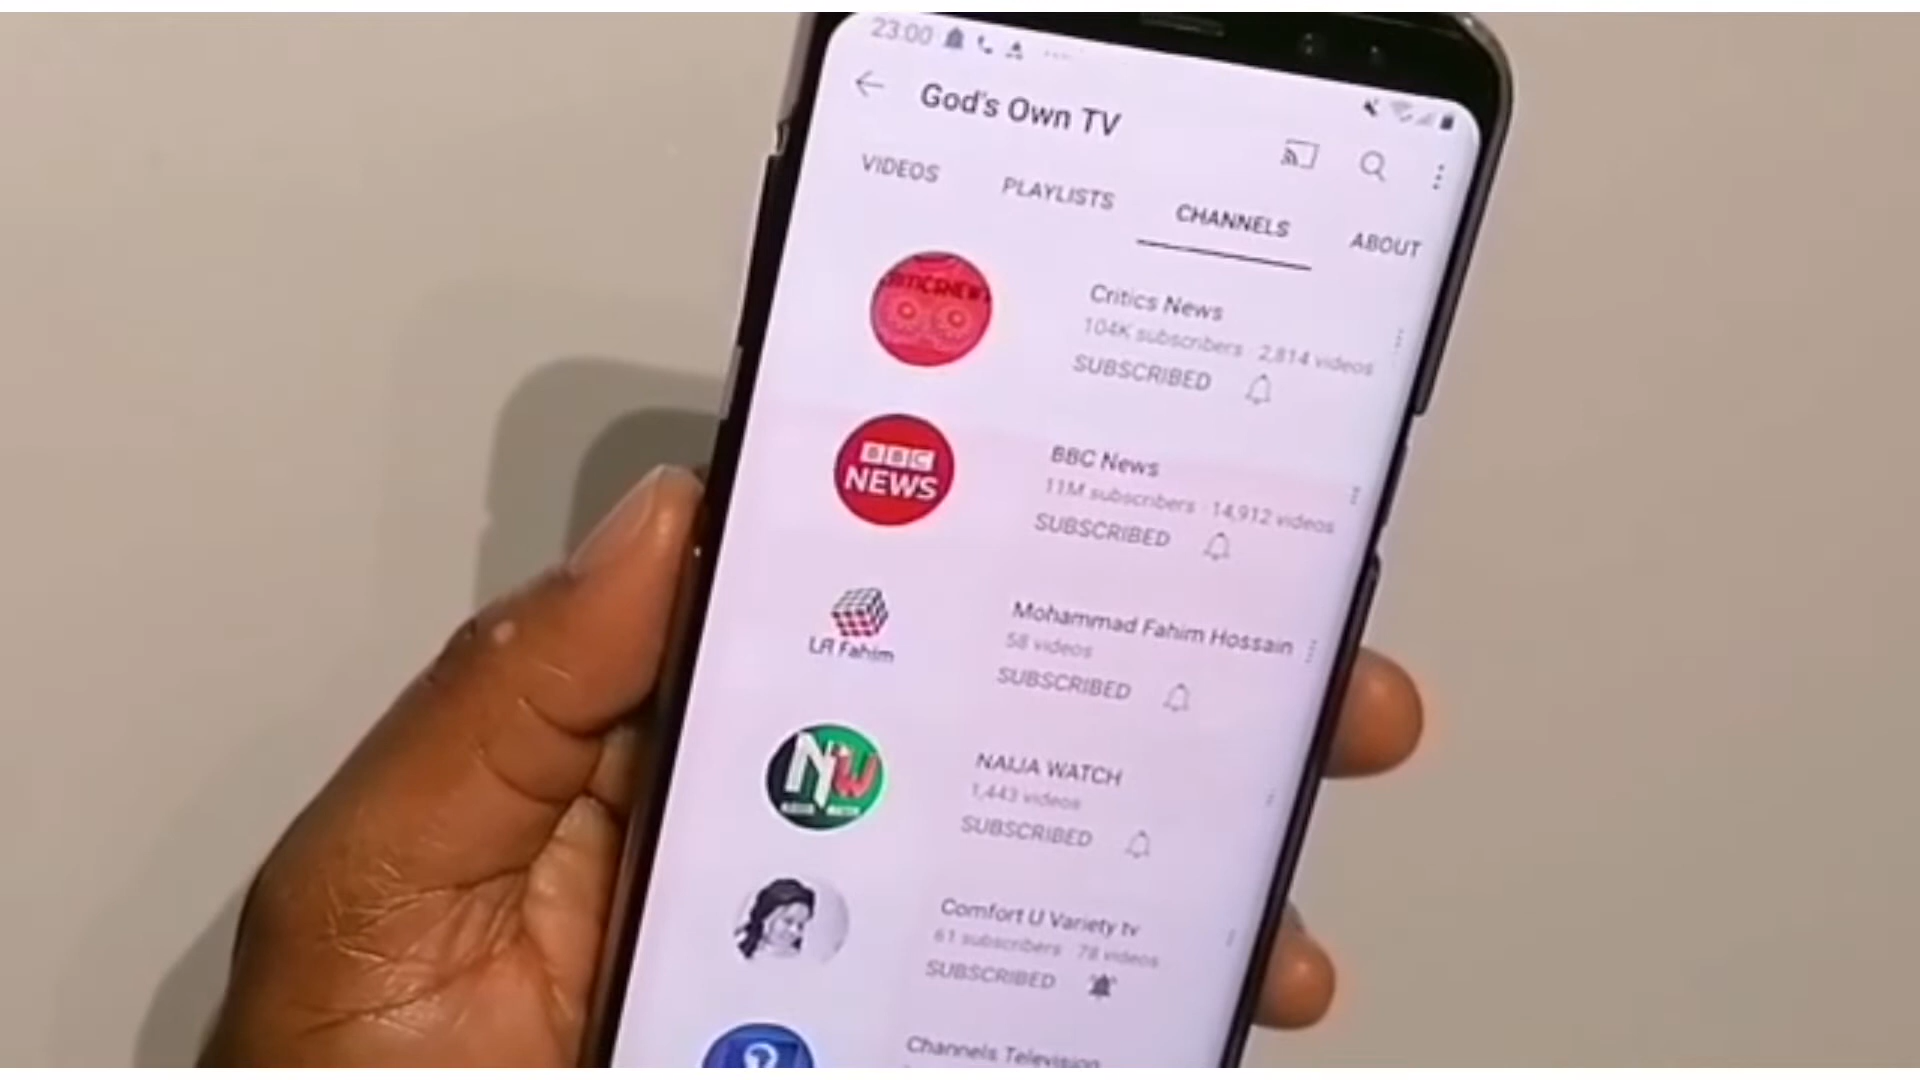 23:00
God's Own TV
VIDEOS PLAYLISTS CHANNELS ABOUT
CRITICSNEWS
Critics News
104K subscribers · 2,814 videos
SUBSCRIBED
BBC
NEWS
BBC News
11M subscribers · 14,912 videos
SUBSCRIBED
LR Fahim
Mohammad Fahim Hossain
58 videos
SUBSCRIBED
NW
NAIJA WATCH
1,443 videos
SUBSCRIBED
Comfort U Variety tv
61 subscribers · 78 videos
SUBSCRIBED
Channels Television